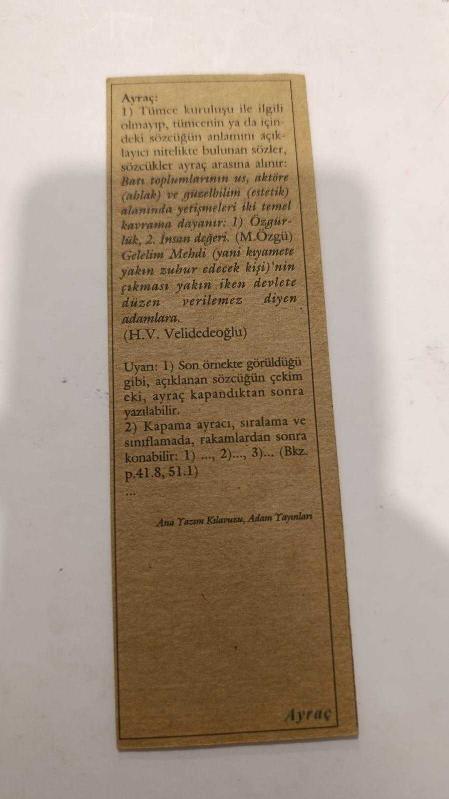 Ayraç:
1) Tümce kuruluşu ile ilgili
olmayıp, tümcenin ya da için-
deki sözcüğün anlamını açık-
layıcı nitelikte bulunan sözler,
sözcükler ayraç arasına alınır:
Batı toplumlarının us, aktöre
(ahlak) ve güzelbilim (estetik)
alanında yetişmeleri iki temel
kavrama dayanır: 1) Özgür-
lük, 2. İnsan değeri. (M.Özgü)
Gelelim Mehdi (yani kıyamete
yakın zuhur edecek kişi)'nin
çıkması yakın iken devlete
düzen verilemez diyen
adamlara.
(H.V. Velidedeoğlu)
Uyarı: 1) Son örnekte görüldüğü
gibi, açıklanan sözcüğün çekim
eki, ayraç kapandıktan sonra
yazılabilir.
2) Kapama ayracı, sıralama ve
sınıflamada, rakamlardan sonra
konabilir: 1) ..., 2)..., 3)... (Bkz.
p.41.8, 51.1)
...
Ana Yazım Kılavuzu, Adam Yayınları
Ayraç